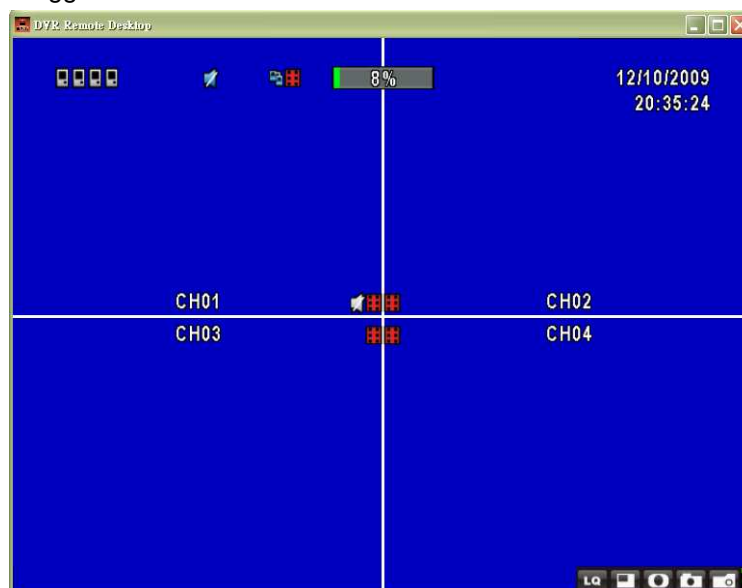 DVR Remote Desktop
8%
12/10/2009
20:35:24
CH01
CH02
CH03
CH04
LQ